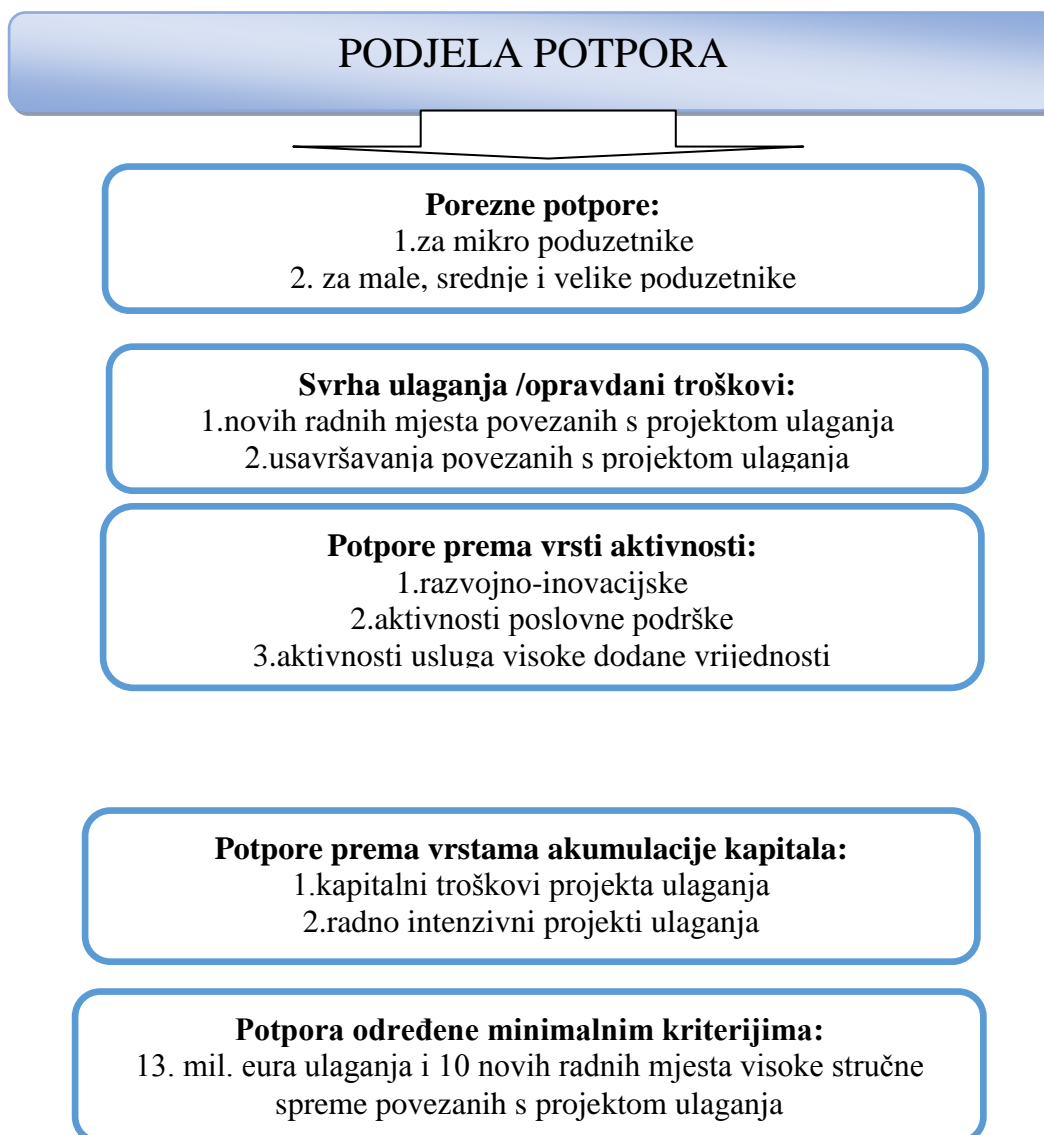 PODJELA POTPORA
Porezne potpore:
1.za mikro poduzetnike
2. za male, srednje i velike poduzetnike
Svrha ulaganja /opravdani troškovi:
1.novih radnih mjesta povezanih s projektom ulaganja
2.usavršavanja povezanih s projektom ulaganja
Potpore prema vrsti aktivnosti:
1.razvojno-inovacijske
2.aktivnosti poslovne podrške
3.aktivnosti usluga visoke dodane vrijednosti
Potpore prema vrstama akumulacije kapitala:
1.kapitalni troškovi projekta ulaganja
2.radno intenzivni projekti ulaganja
Potpora određene minimalnim kriterijima:
13. mil. eura ulaganja i 10 novih radnih mjesta visoke stručne
spreme povezanih s projektom ulaganja